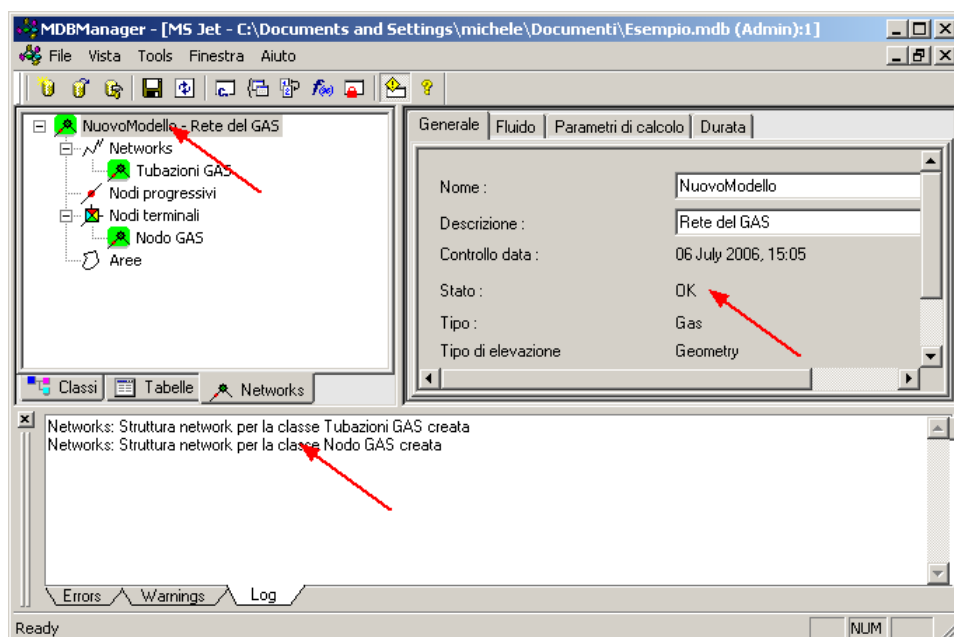 MDBManager - [MS Jet - C:\Documents and Settings\michele\Documenti\Esempio.mdb (Admin):1]
File Vista Tools Finestra Aiuto
NuovoModello - Rete del GAS
Networks
Tubazioni GAS
Nodi progressivi
Nodi terminali
Nodo GAS
Aree
Classi Tabelle Networks
Generale Fluido Parametri di calcolo Durata
Nome : NuovoModello
Descrizione : Rete del GAS
Controllo data : 06 July 2006, 15:05
Stato : OK
Tipo : Gas
Tipo di elevazione Geometry
Networks: Struttura network per la classe Tubazioni GAS creata
Networks: Struttura network per la classe Nodo GAS creata
Errors Warnings Log
Ready NUM